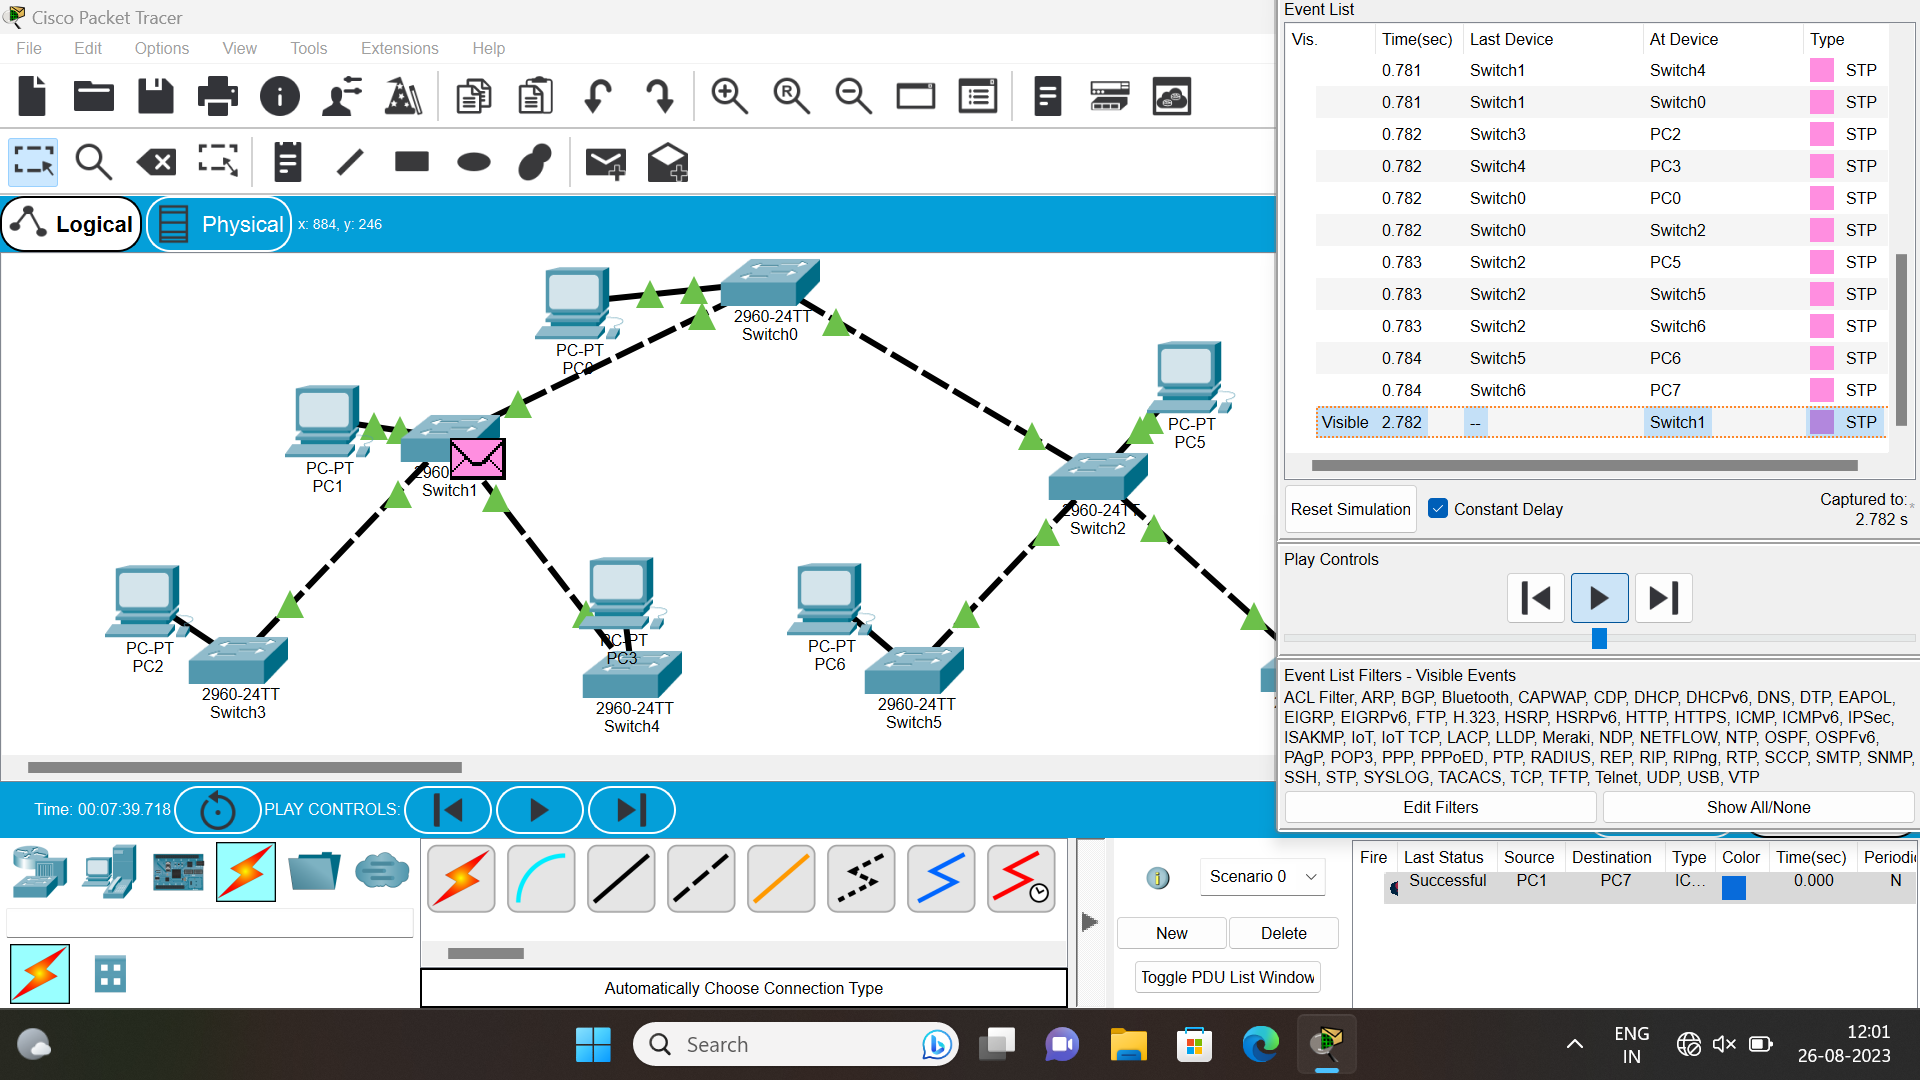 Cisco Packet Tracer
File Edit Options View Tools Extensions Help
Logical
Physical
x: 884, y: 246
2960-24TT
Switch0
PC-PT
PC0
PC-PT
PC1
2960
Switch1
PC-PT
PC5
2960-24TT
Switch2
PC-PT
PC2
2960-24TT
Switch3
PC-PT
PC3
2960-24TT
Switch4
PC-PT
PC6
2960-24TT
Switch5
Event List
Vis. Time(sec) Last Device At Device Type
0.781 Switch1 Switch4 STP
0.781 Switch1 Switch0 STP
0.782 Switch3 PC2 STP
0.782 Switch4 PC3 STP
0.782 Switch0 PC0 STP
0.782 Switch0 Switch2 STP
0.783 Switch2 PC5 STP
0.783 Switch2 Switch5 STP
0.783 Switch2 Switch6 STP
0.784 Switch5 PC6 STP
0.784 Switch6 PC7 STP
Visible 2.782 -- Switch1 STP
Reset Simulation
Constant Delay
Captured to:
2.782 s
Play Controls
Event List Filters - Visible Events
ACL Filter, ARP, BGP, Bluetooth, CAPWAP, CDP, DHCP, DHCPv6, DNS, DTP, EAPOL,
EIGRP, EIGRPv6, FTP, H.323, HSRP, HSRPv6, HTTP, HTTPS, ICMP, ICMPv6, IPSec,
ISAKMP, IoT, IoT TCP, LACP, LLDP, Meraki, NDP, NETFLOW, NTP, OSPF, OSPFv6,
PAgP, POP3, PPP, PPPoED, PTP, RADIUS, REP, RIP, RIPng, RTP, SCCP, SMTP, SNMP,
SSH, STP, SYSLOG, TACACS, TCP, TFTP, Telnet, UDP, USB, VTP
Edit Filters
Show All/None
Time: 00:07:39.718
PLAY CONTROLS:
Automatically Choose Connection Type
Scenario 0
New
Delete
Toggle PDU List Window
Fire Last Status Source Destination Type Color Time(sec) Periodic
Successful PC1 PC7 IC... 0.000 N
Search
ENG
IN
12:01
26-08-2023